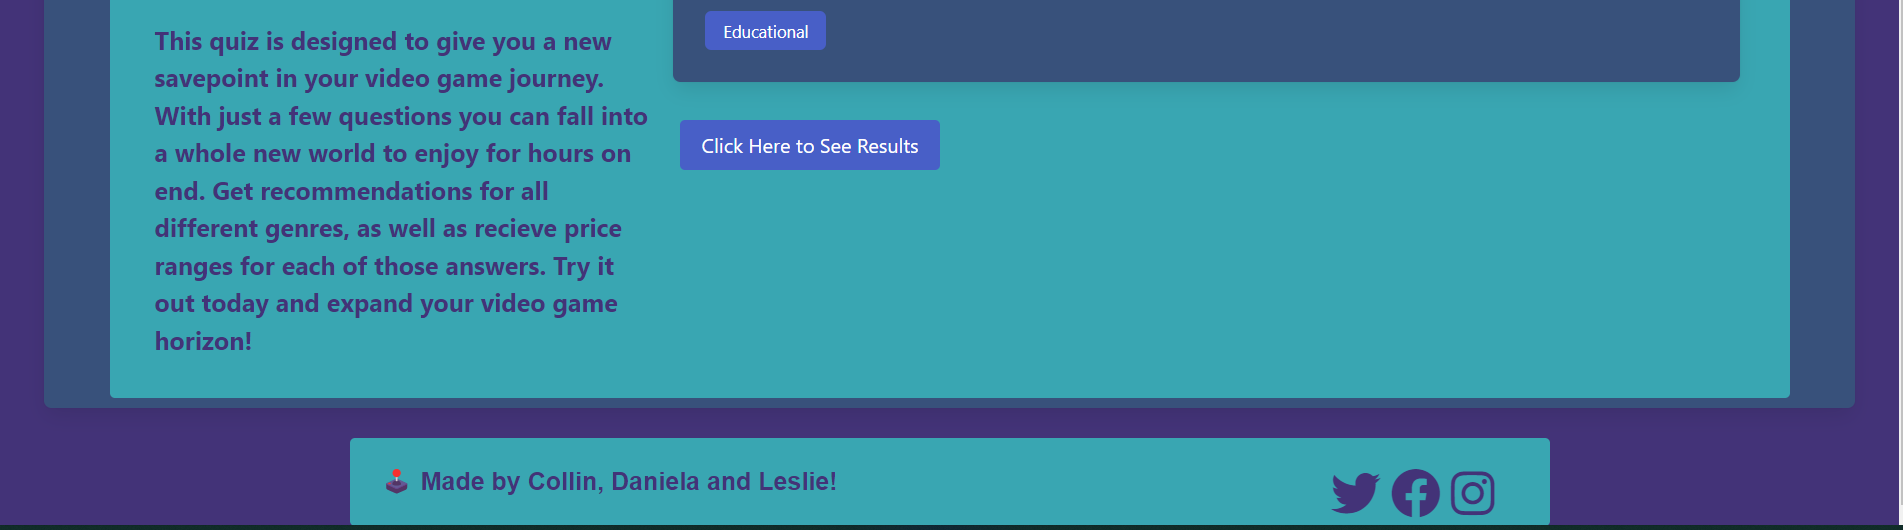 This quiz is designed to give you a new
savepoint in your video game journey.
With just a few questions you can fall into
a whole new world to enjoy for hours on
end. Get recommendations for all
different genres, as well as recieve price
ranges for each of those answers. Try it
out today and expand your video game
horizon!
Educational
Click Here to See Results
🕹️ Made by Collin, Daniela and Leslie!